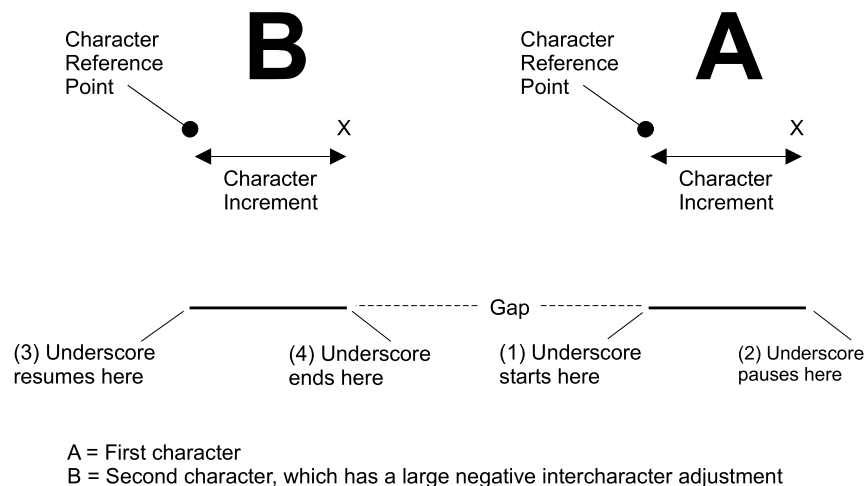 Character
Reference
Point
B
X
Character
Increment
Character
Reference
Point
A
X
Character
Increment
Gap
(3) Underscore
resumes here
(4) Underscore
ends here
(1) Underscore
starts here
(2) Underscore
pauses here
A = First character
B = Second character, which has a large negative intercharacter adjustment